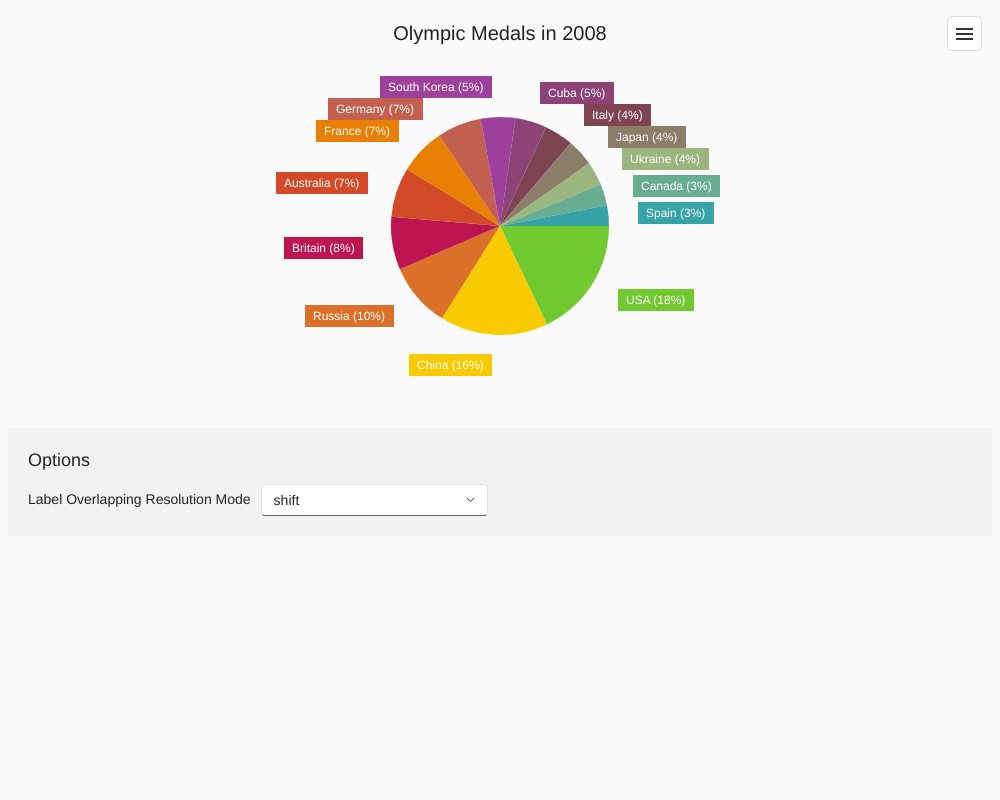 Olympic Medals in 2008
South Korea (5%)
Cuba (5%)
Germany (7%)
Italy (4%)
France (7%)
Japan (4%)
Ukraine (4%)
Australia (7%)
Canada (3%)
Spain (3%)
Britain (8%)
USA (18%)
Russia (10%)
China (16%)
Options
Label Overlapping Resolution Mode
shift